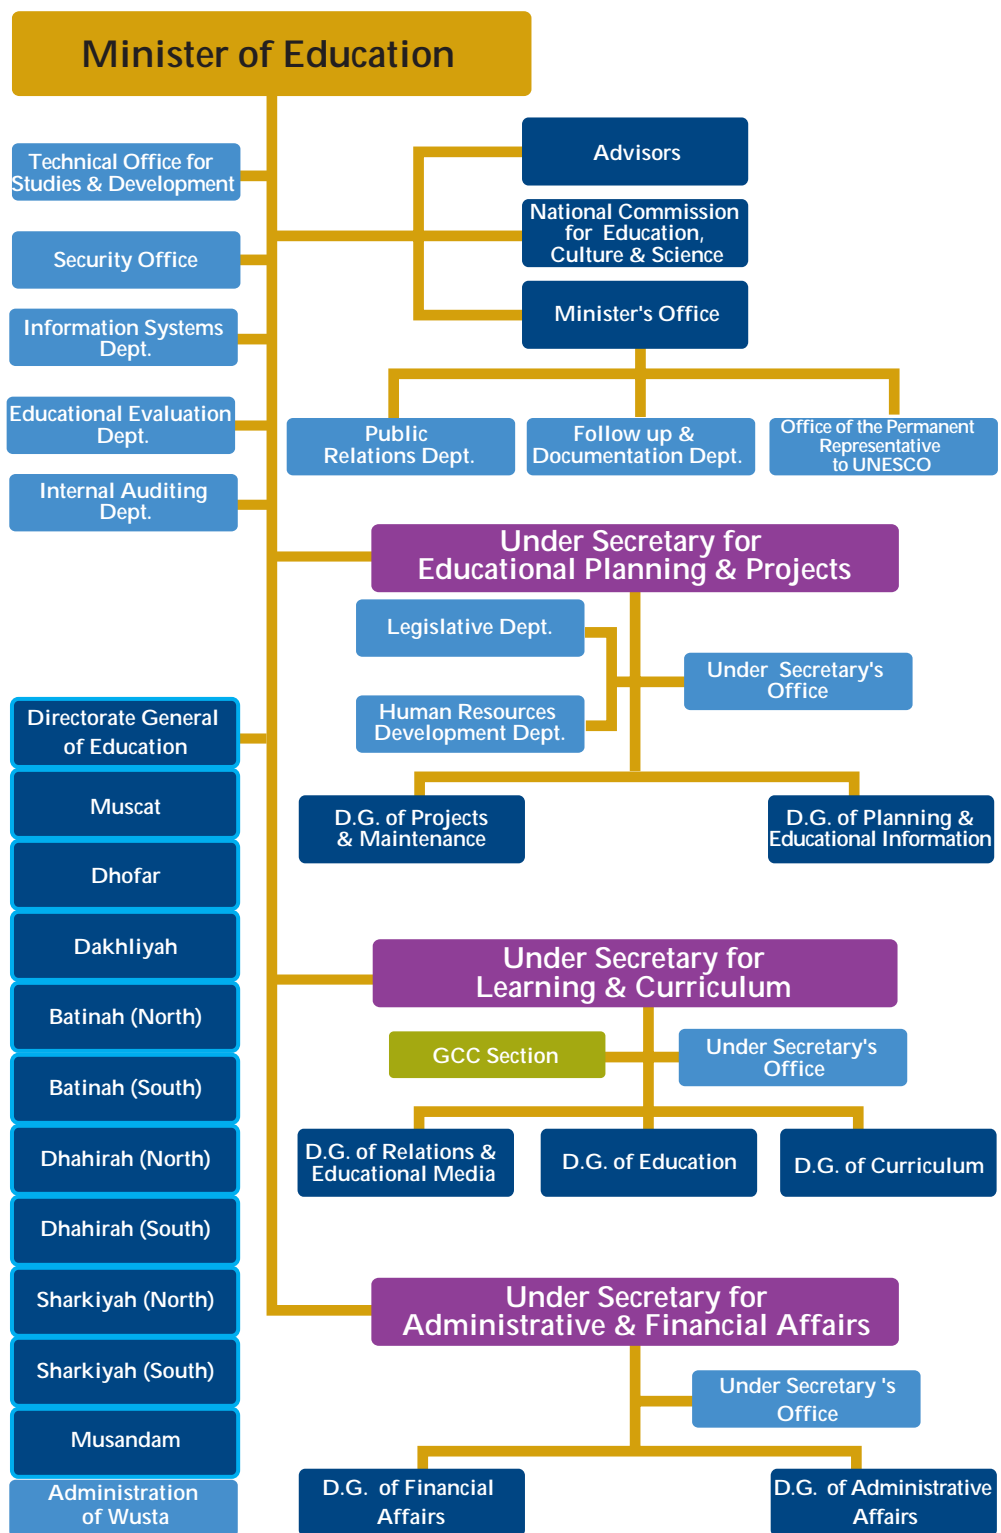 Minister of Education
Technical Office for
Studies & Development
Security Office
Information Systems
Dept.
Educational Evaluation
Dept.
Internal Auditing
Dept.
Advisors
National Commission
for Education,
Culture & Science
Minister's Office
Public
Relations Dept.
Follow up &
Documentation Dept.
Office of the Permanent
Representative
to UNESCO
Under Secretary for
Educational Planning & Projects
Legislative Dept.
Under Secretary's
Office
Human Resources
Development Dept.
D.G. of Projects
& Maintenance
D.G. of Planning &
Educational Information
Directorate General
of Education
Muscat
Dhofar
Dakhliyah
Batinah (North)
Batinah (South)
Dhahirah (North)
Dhahirah (South)
Sharkiyah (North)
Sharkiyah (South)
Musandam
Administration
of Wusta
Under Secretary for
Learning & Curriculum
GCC Section
Under Secretary's
Office
D.G. of Relations &
Educational Media
D.G. of Education
D.G. of Curriculum
Under Secretary for
Administrative & Financial Affairs
Under Secretary 's
Office
D.G. of Financial
Affairs
D.G. of Administrative
Affairs